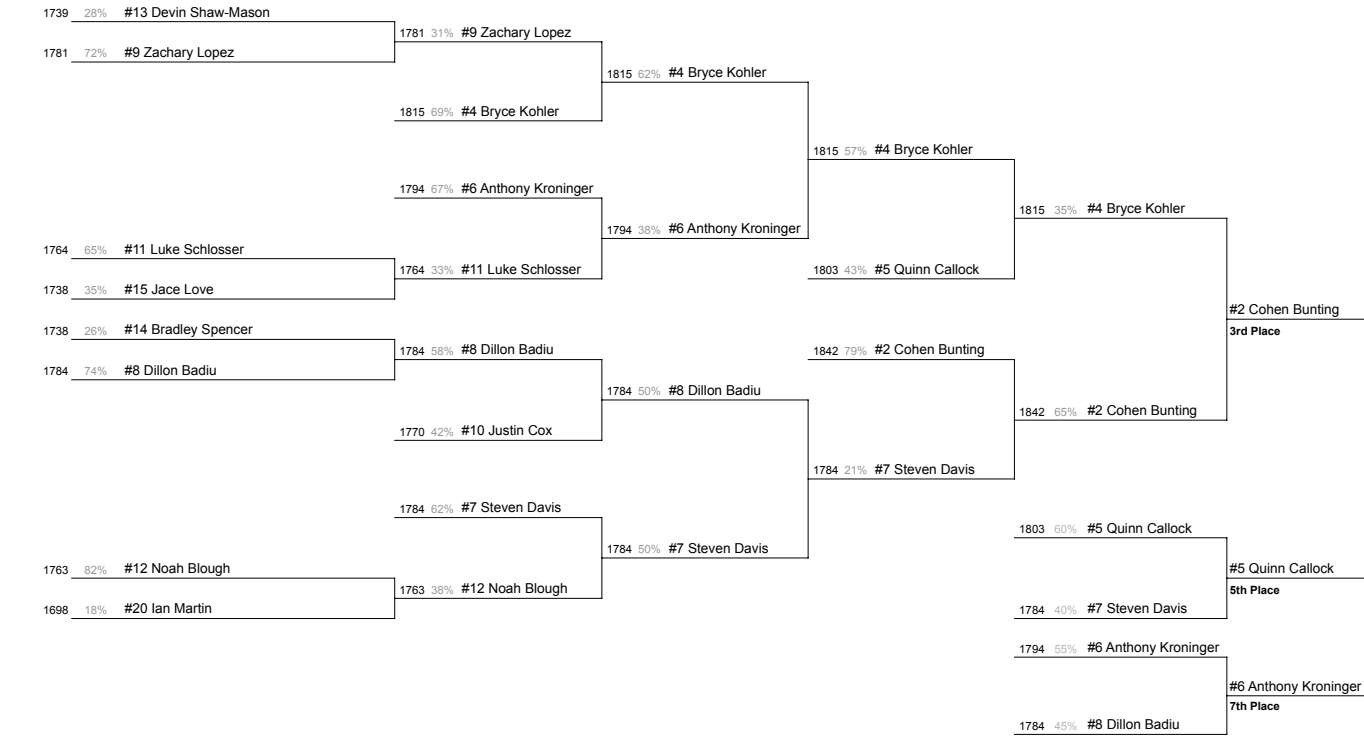 1739 28% #13 Devin Shaw-Mason
1781 31% #9 Zachary Lopez
1781 72% #9 Zachary Lopez
1815 62% #4 Bryce Kohler
1815 69% #4 Bryce Kohler
1815 57% #4 Bryce Kohler
1794 67% #6 Anthony Kroninger
1815 35% #4 Bryce Kohler
1794 38% #6 Anthony Kroninger
1764 65% #11 Luke Schlosser
1764 33% #11 Luke Schlosser
1803 43% #5 Quinn Callock
1738 35% #15 Jace Love
#2 Cohen Bunting
1738 26% #14 Bradley Spencer
3rd Place
1784 58% #8 Dillon Badiu
1842 79% #2 Cohen Bunting
1784 74% #8 Dillon Badiu
1784 50% #8 Dillon Badiu
1842 65% #2 Cohen Bunting
1770 42% #10 Justin Cox
1784 21% #7 Steven Davis
1784 62% #7 Steven Davis
1803 60% #5 Quinn Callock
1784 50% #7 Steven Davis
1763 82% #12 Noah Blough
#5 Quinn Callock
1763 38% #12 Noah Blough
5th Place
1698 18% #20 Ian Martin
1784 40% #7 Steven Davis
1794 55% #6 Anthony Kroninger
#6 Anthony Kroninger
7th Place
1784 45% #8 Dillon Badiu